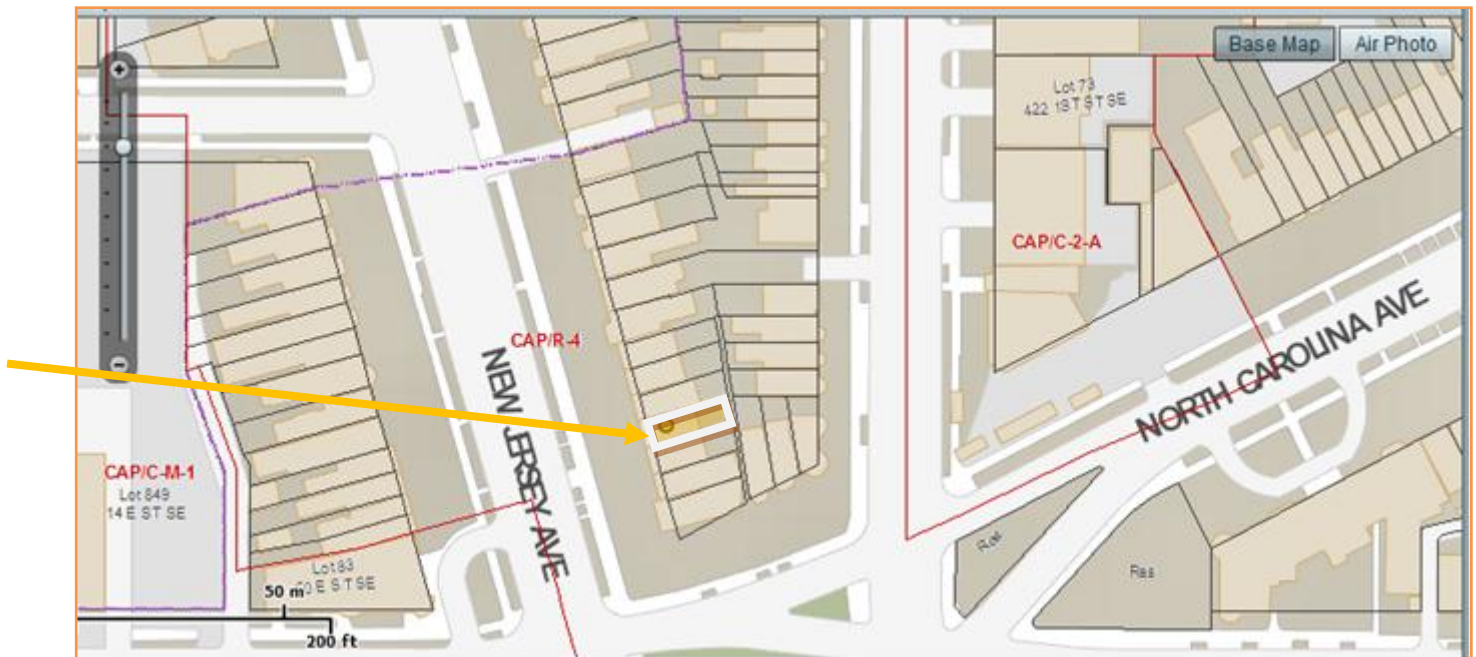 Base Map
Air Photo
Lot 73
422 1ST ST SE
CAP/C-2-A
CAP/R-4
NEW JERSEY AVE
NORTH CAROLINA AVE
CAP/C-M-1
Lot 849
14 E ST SE
Lot 83
E ST SE
Res
Res
50 m
200 ft